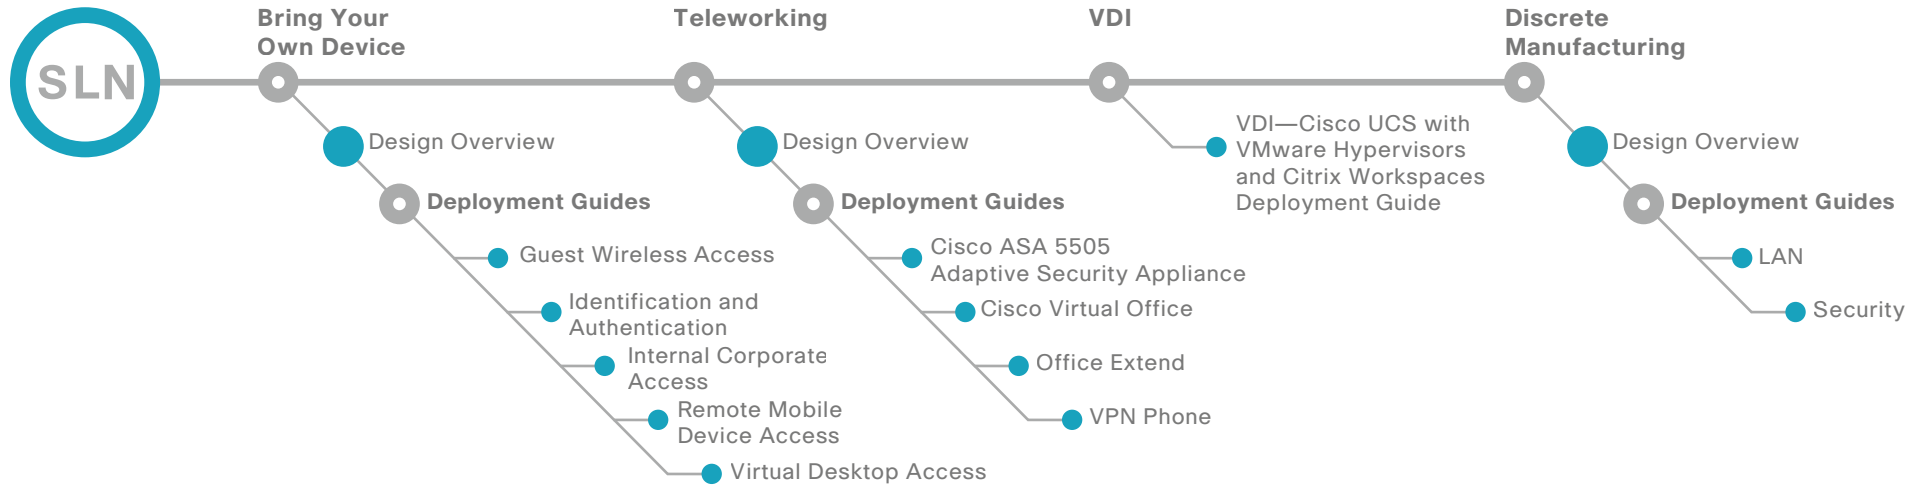 SLN
Bring Your
Own Device
Design Overview
Deployment Guides
Guest Wireless Access
Identification and
Authentication
Internal Corporate
Access
Remote Mobile
Device Access
Virtual Desktop Access
Teleworking
Design Overview
Deployment Guides
Cisco ASA 5505
Adaptive Security Appliance
Cisco Virtual Office
Office Extend
VPN Phone
VDI
VDI—Cisco UCS with
VMware Hypervisors
and Citrix Workspaces
Deployment Guide
Discrete
Manufacturing
Design Overview
Deployment Guides
LAN
Security